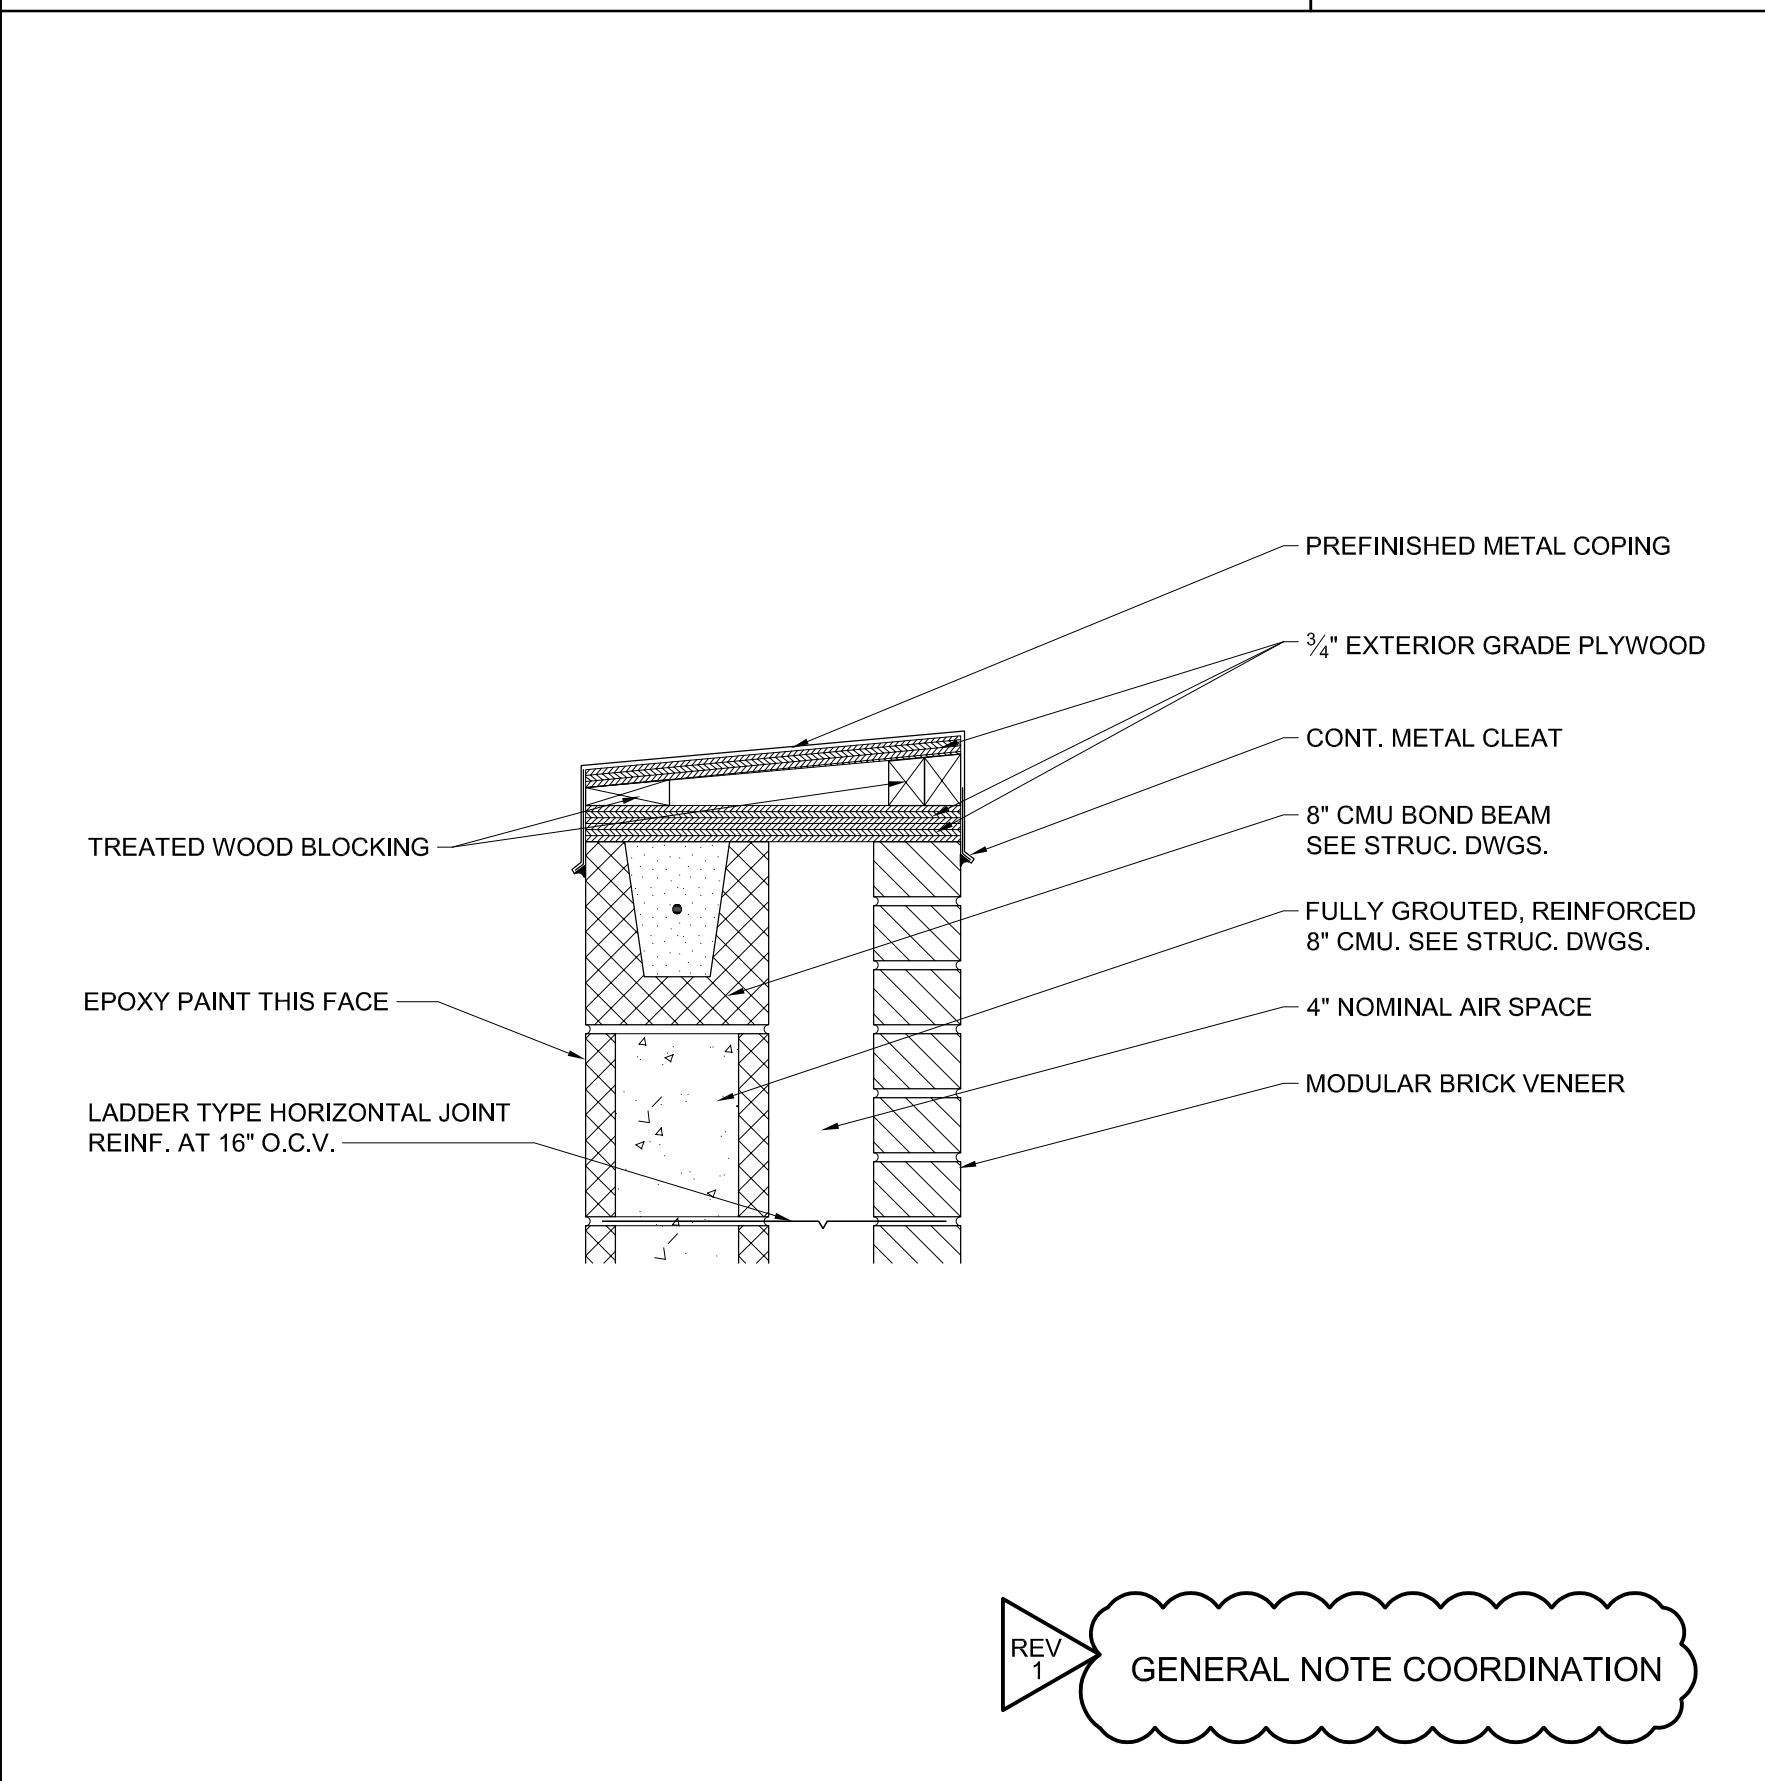 PREFINISHED METAL COPING
¾" EXTERIOR GRADE PLYWOOD
CONT. METAL CLEAT
8" CMU BOND BEAM
SEE STRUC. DWGS.
TREATED WOOD BLOCKING
FULLY GROUTED, REINFORCED
8" CMU. SEE STRUC. DWGS.
EPOXY PAINT THIS FACE
4" NOMINAL AIR SPACE
MODULAR BRICK VENEER
LADDER TYPE HORIZONTAL JOINT
REINF. AT 16" O.C.V.
REV
1
GENERAL NOTE COORDINATION